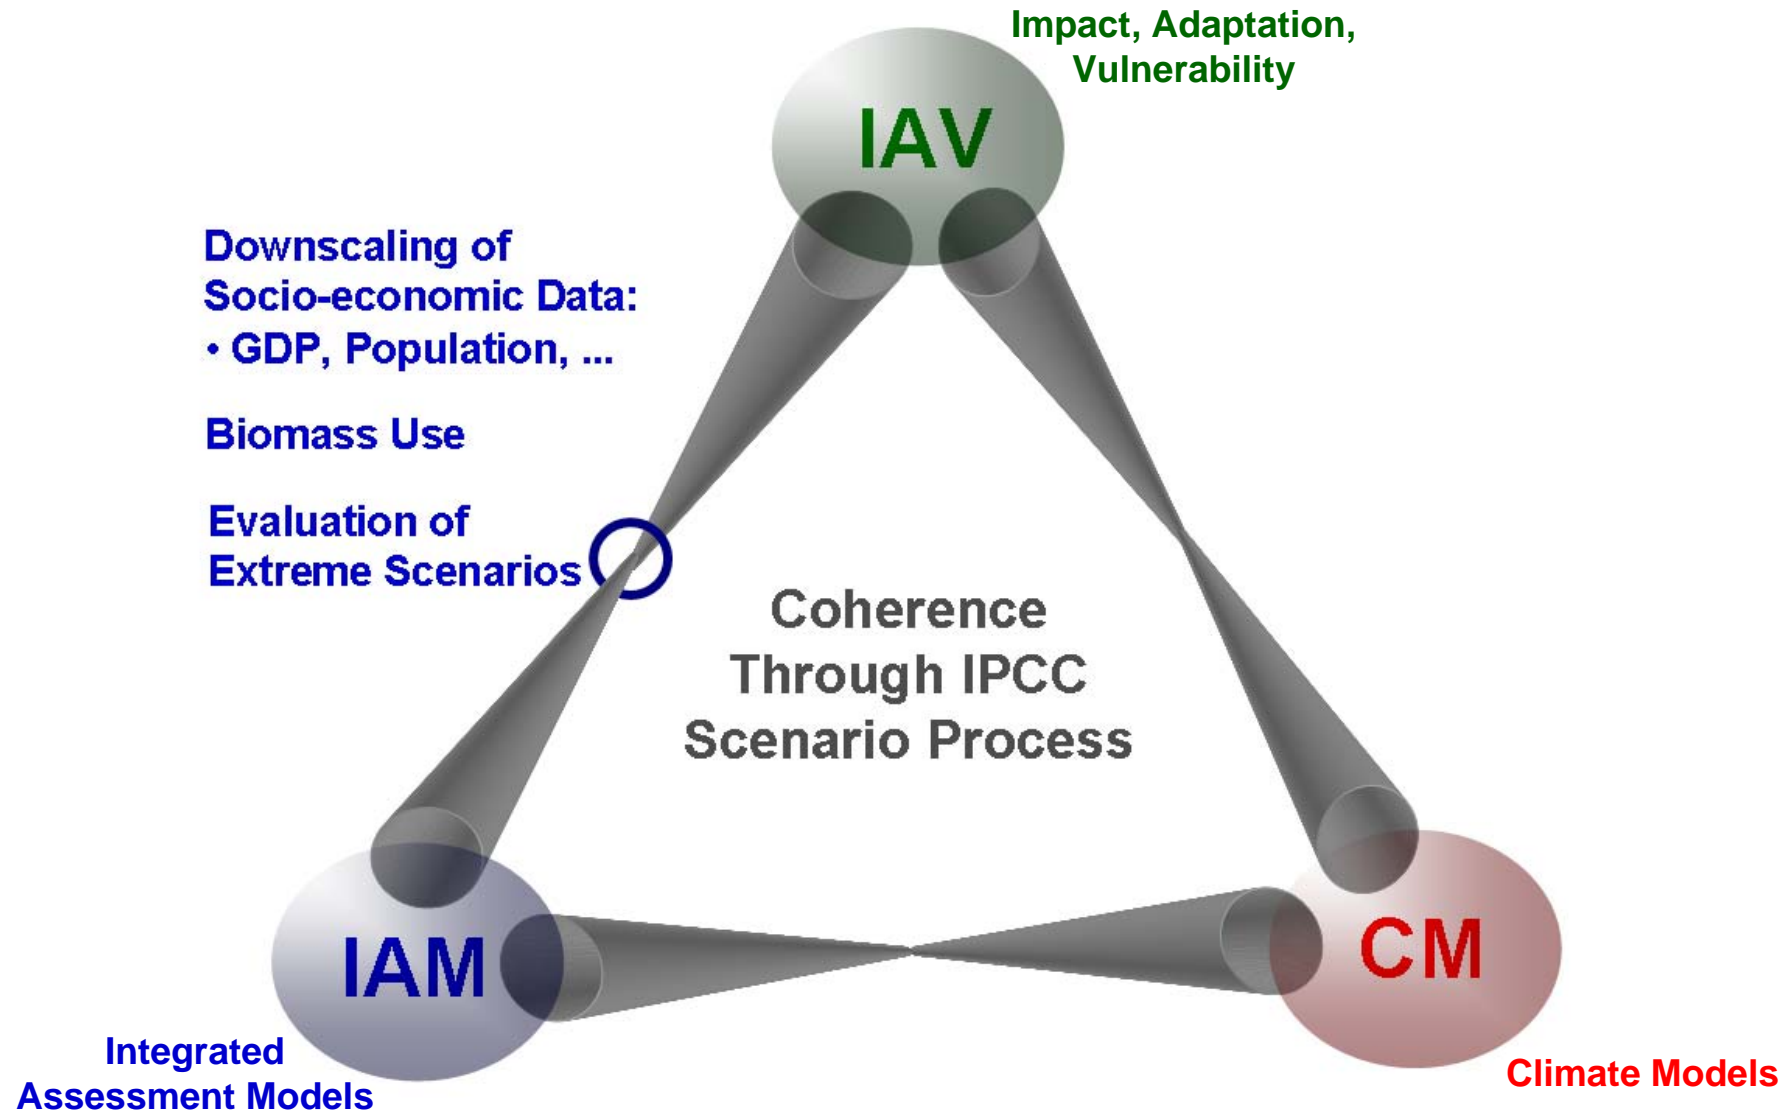 Impact, Adaptation,
Vulnerability
IAV
Downscaling of
Socio-economic Data:
• GDP, Population, ...
Biomass Use
Evaluation of
Extreme Scenarios
Coherence
Through IPCC
Scenario Process
IAM
CM
Integrated
Assessment Models
Climate Models